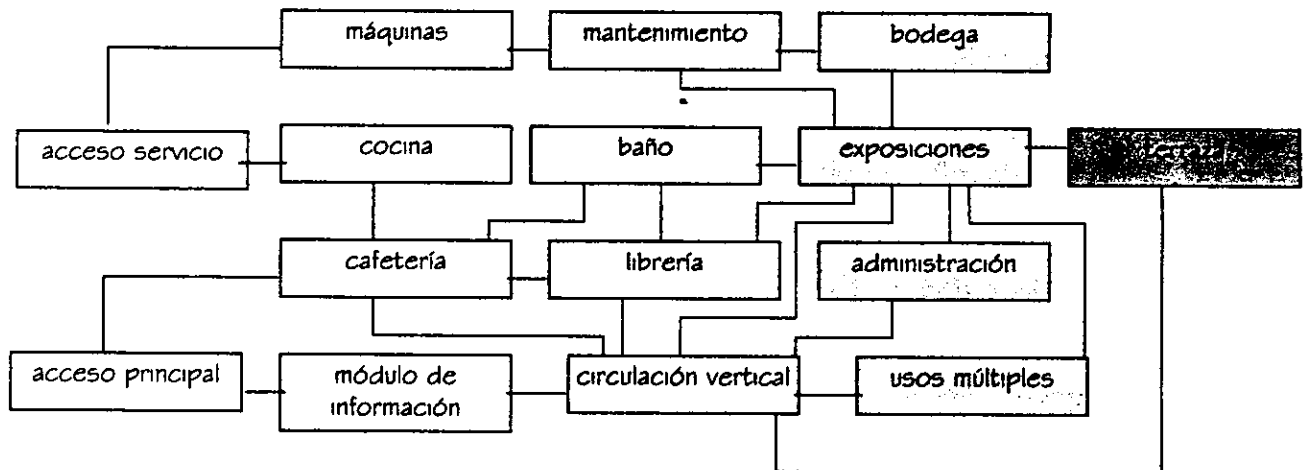 máquinas
mantenimiento
bodega
acceso servicio
cocina
baño
exposiciones
terraza
cafetería
librería
administración
acceso principal
módulo de
información
circulación vertical
usos múltiples